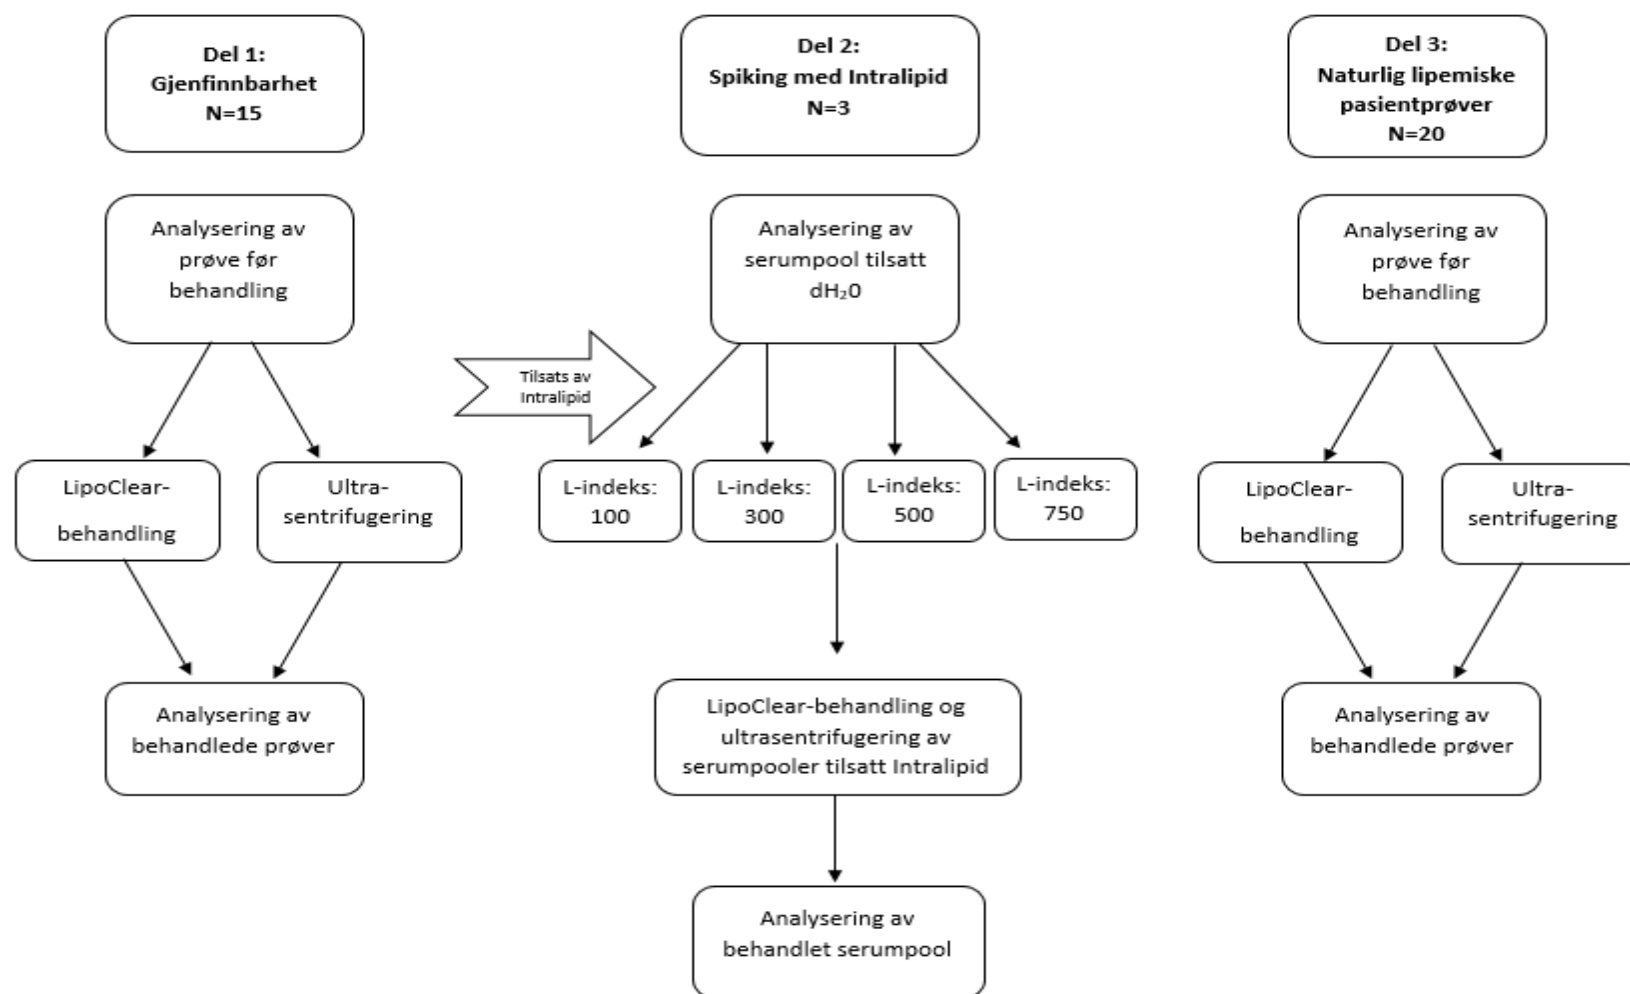 Del 1:
Gjenfinnbarhet
N=15
Analysering av
prøve før
behandling
LipoClear-
behandling
Ultra-
sentrifugering
Analysering av
behandlede prøver
Del 2:
Spiking med Intralipid
N=3
Analysering av
serumpool tilsatt
dH₂0
Tilsats av
Intralipid
L-indeks:
100
L-indeks:
300
L-indeks:
500
L-indeks:
750
LipoClear-behandling og
ultrasentrifugering av
serumpooler tilsatt Intralipid
Analysering av
behandlet serumpool
Del 3:
Naturlig lipemiske
pasientprøver
N=20
Analysering av
prøve før
behandling
LipoClear-
behandling
Ultra-
sentrifugering
Analysering av
behandlede prøver